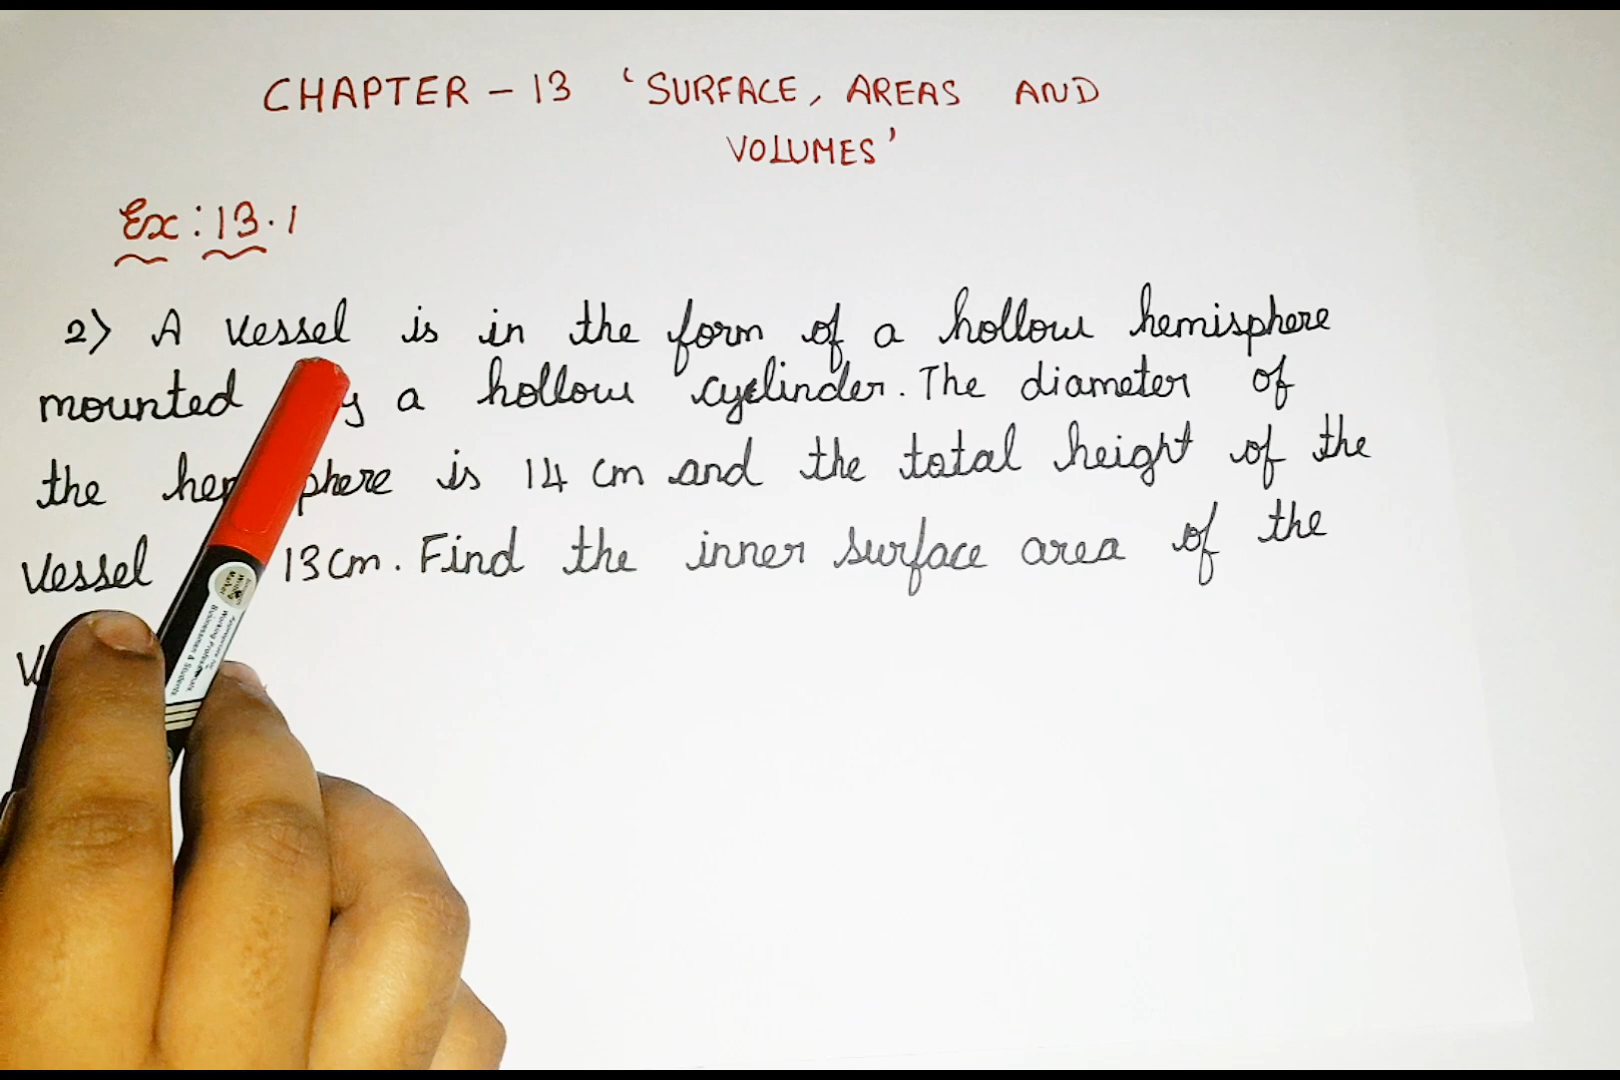 CHAPTER - 13 'SURFACE, AREAS AND
VOLUMES'
Ex: 13.1
2) A vessel is in the form of a hollow hemisphere
mounted a hollow cyclinder. The diameter of
the is 14 cm and the total height of the
vessel 13cm. Find the inner surface area of the